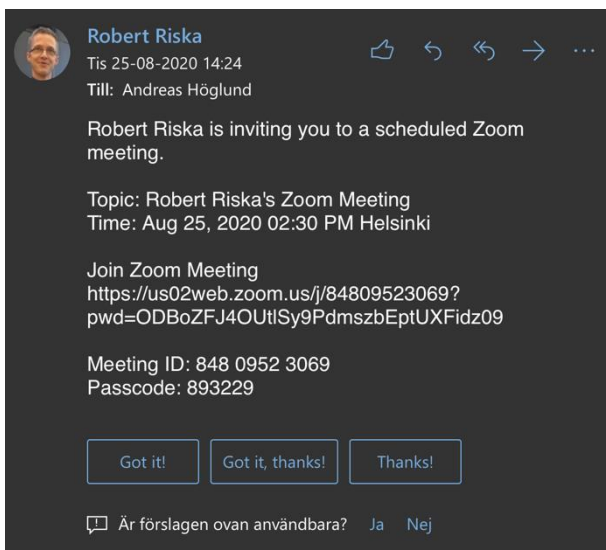 Robert Riska
Tis 25-08-2020 14:24
Till: Andreas Höglund
Robert Riska is inviting you to a scheduled Zoom
meeting.
Topic: Robert Riska's Zoom Meeting
Time: Aug 25, 2020 02:30 PM Helsinki
Join Zoom Meeting
https://us02web.zoom.us/j/84809523069?
pwd=ODBoZFJ4OUtlSy9PdmszbEptUXFidz09
Meeting ID: 848 0952 3069
Passcode: 893229
Got it! Got it, thanks! Thanks!
Är förslagen ovan användbara? Ja Nej